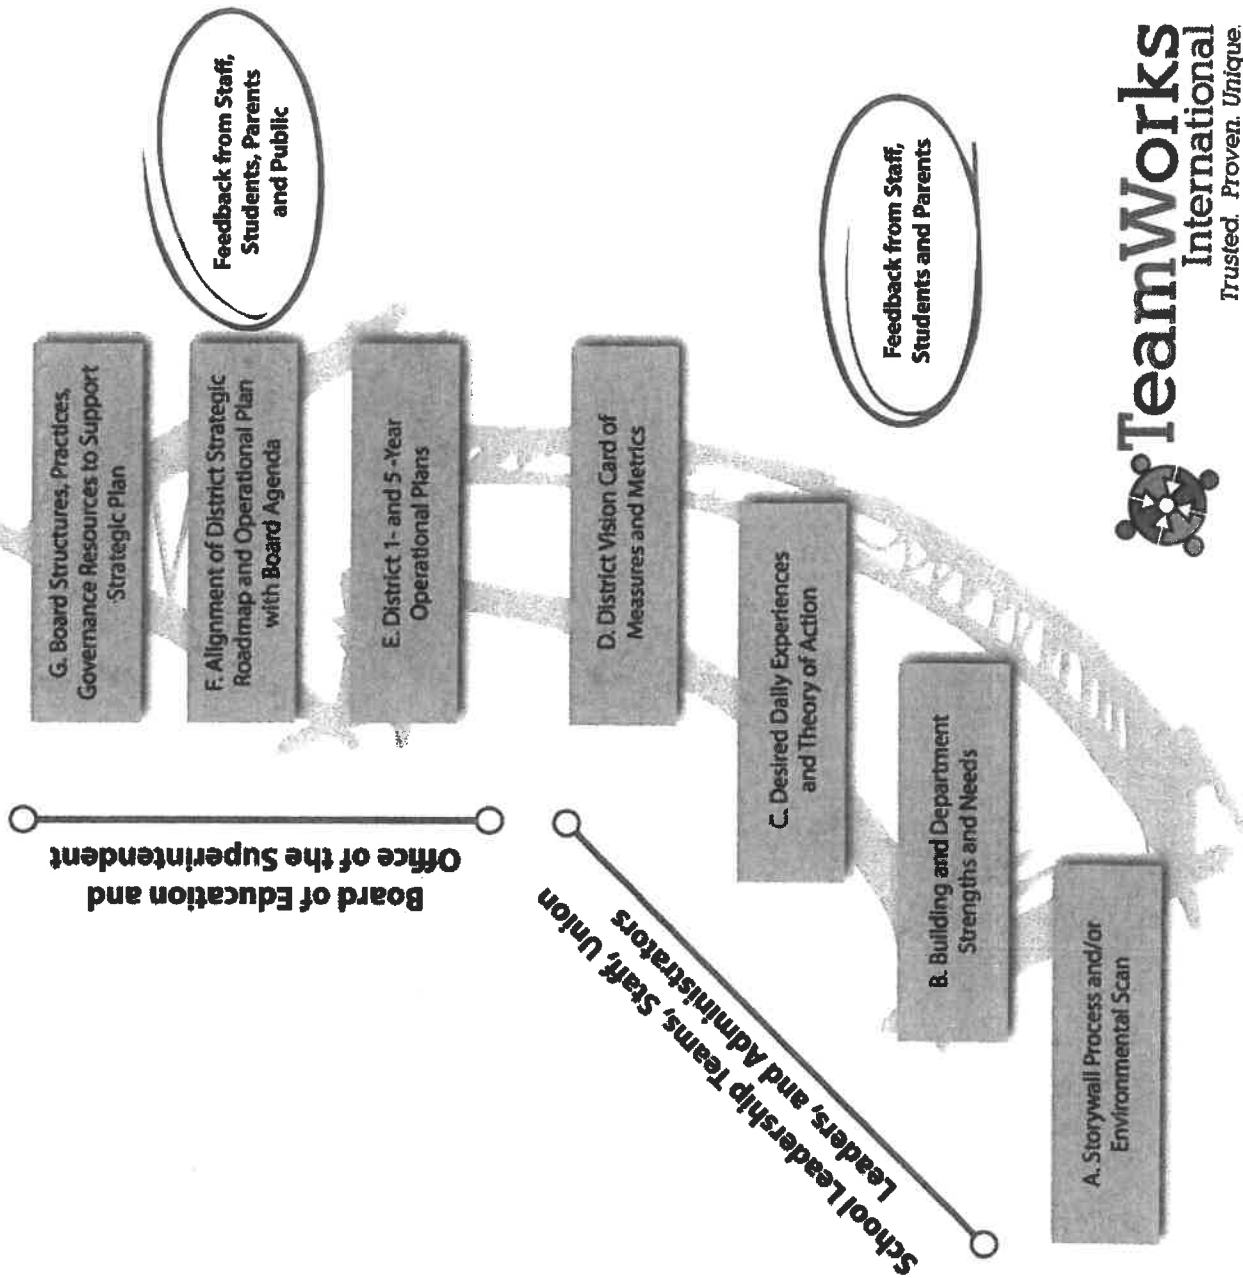 School Leadership Teams, Staff, Union
Leaders, and Administrators
Board of Education and
Office of the Superintendent
A. Storywall Process and/or
Environmental Scan
B. Building and Department
Strengths and Needs
C. Desired Daily Experiences
and Theory of Action
D. District Vision Card of
Measures and Metrics
E. District 1- and 5 -Year
Operational Plans
F. Alignment of District Strategic
Roadmap and Operational Plan
with Board Agenda
G. Board Structures, Practices,
Governance Resources to Support
Strategic Plan
Feedback from Staff,
Students and Parents
Feedback from Staff,
Students, Parents
and Public
TeamWorks
International
Trusted. Proven. Unique.